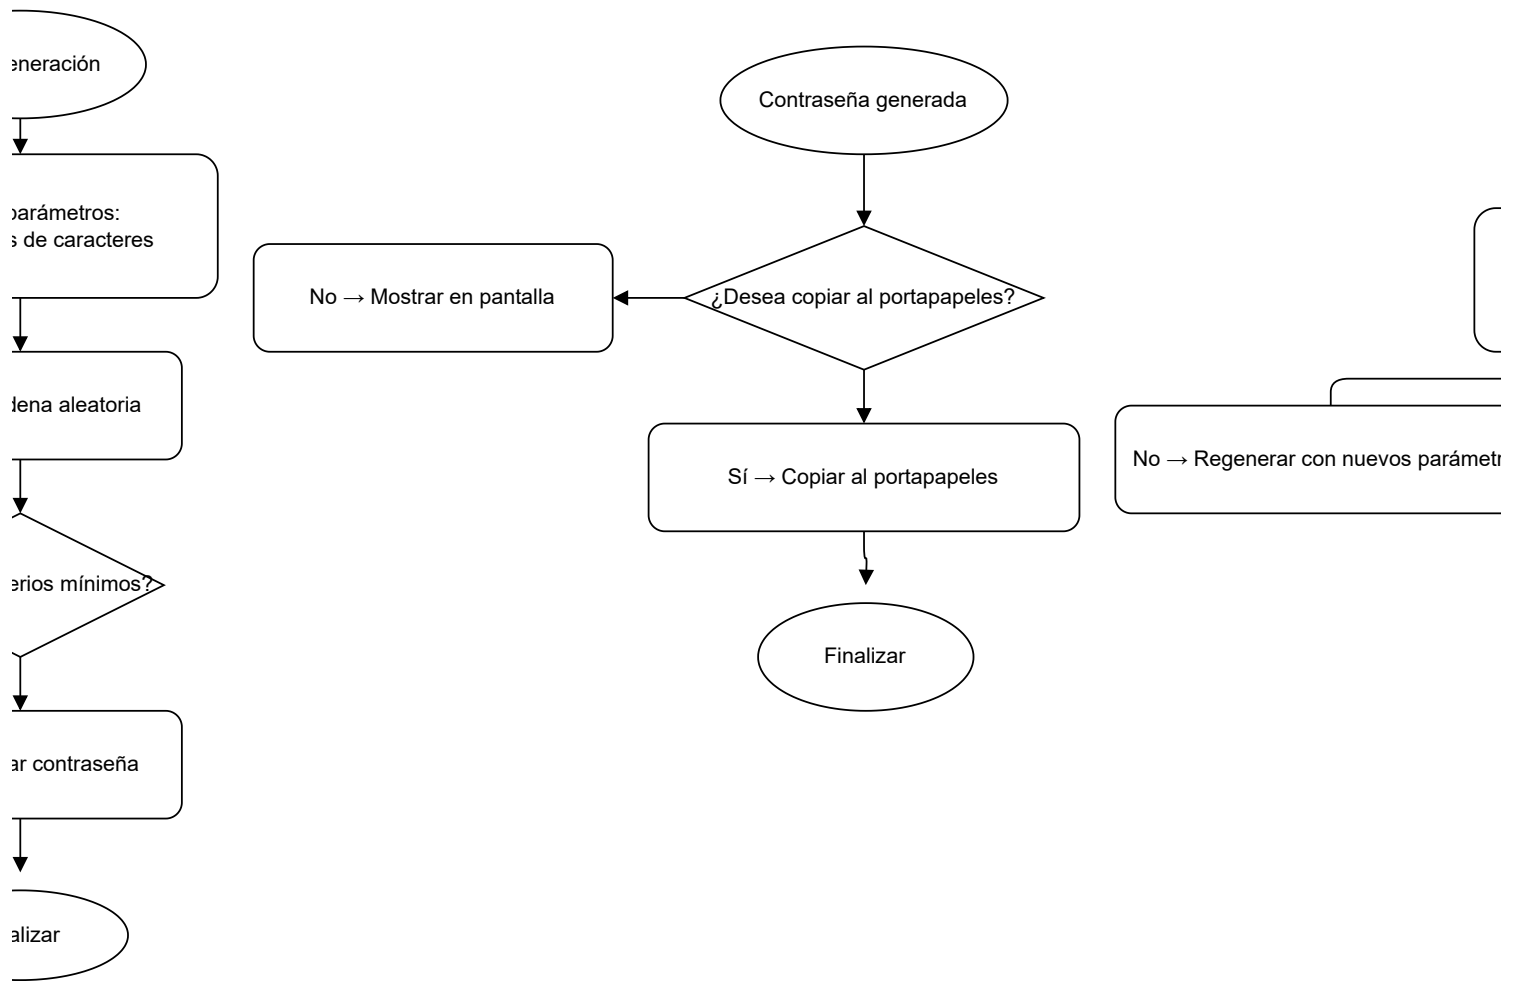 eneración
parámetros:
s de caracteres
dena aleatoria
erios mínimos?
ar contraseña
alizar
Contraseña generada
¿Desea copiar al portapapeles?
No → Mostrar en pantalla
Sí → Copiar al portapapeles
Finalizar
No → Regenerar con nuevos parámetr